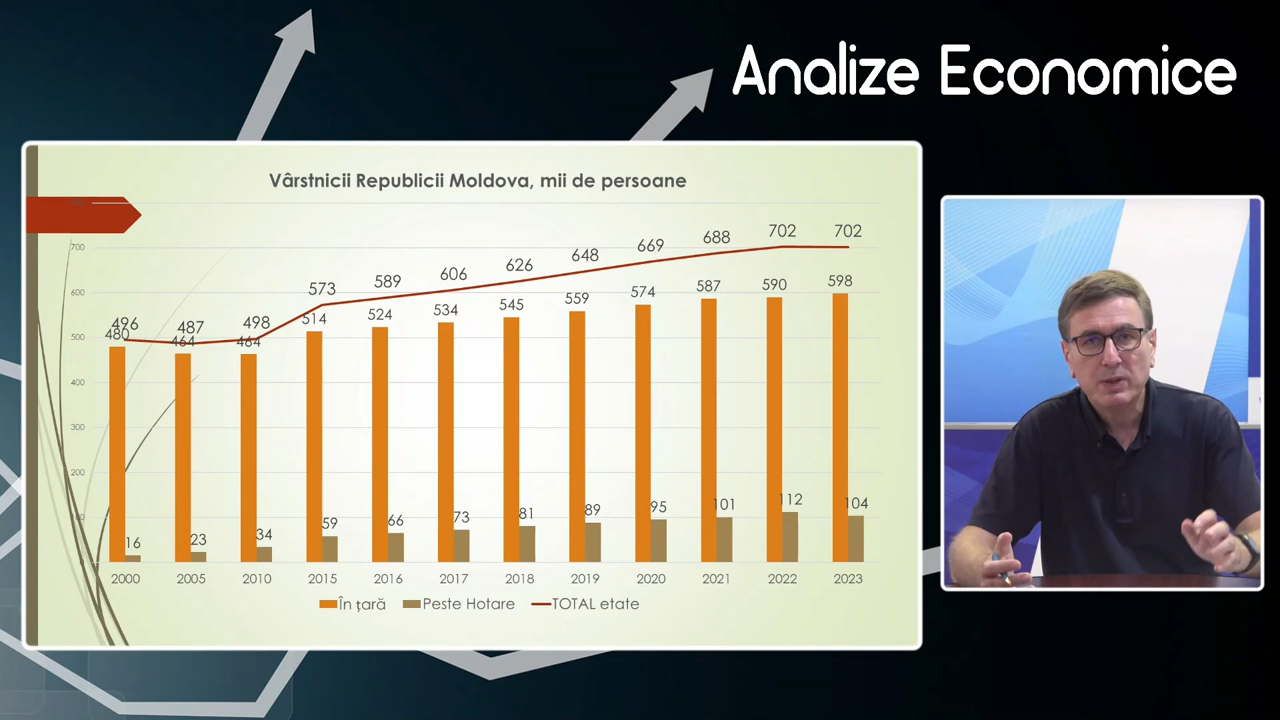 Analize Economice
Vârstnicii Republicii Moldova, mii de persoane
700
600
500
400
300
200
496 487 498 573 589 606 626 648 669 688 702 702
480 464 464 514 524 534 545 559 574 587 590 598
16 23 34 59 66 73 81 89 95 101 112 104
2000 2005 2010 2015 2016 2017 2018 2019 2020 2021 2022 2023
În țară Peste Hotare TOTAL etate